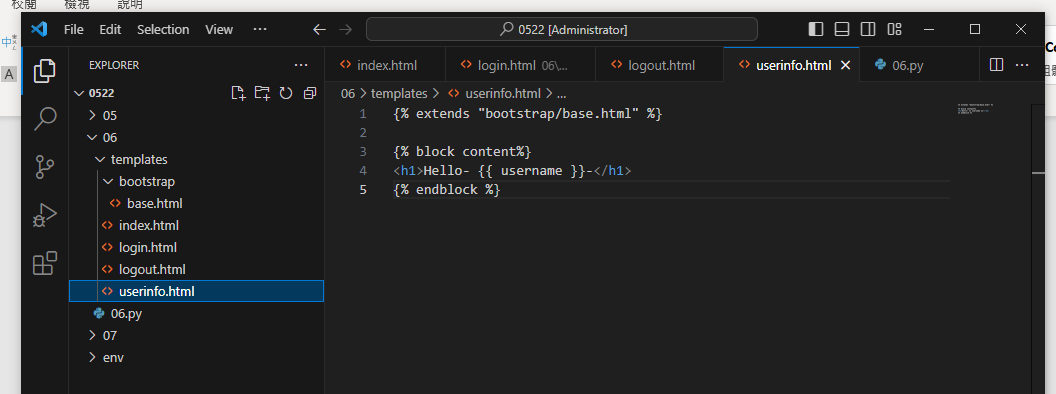 校閱 檢視 說明
中
A
File Edit Selection View ··· 0522 [Administrator]
EXPLORER ···
0522
05
06
templates
bootstrap
base.html
index.html
login.html
logout.html
userinfo.html
06.py
07
env
index.html login.html 06\... logout.html userinfo.html 06.py ···
06 > templates > userinfo.html > ...
1 {% extends "bootstrap/base.html" %}
2
3 {% block content%}
4 <h1>Hello- {{ username }}-</h1>
5 {% endblock %}